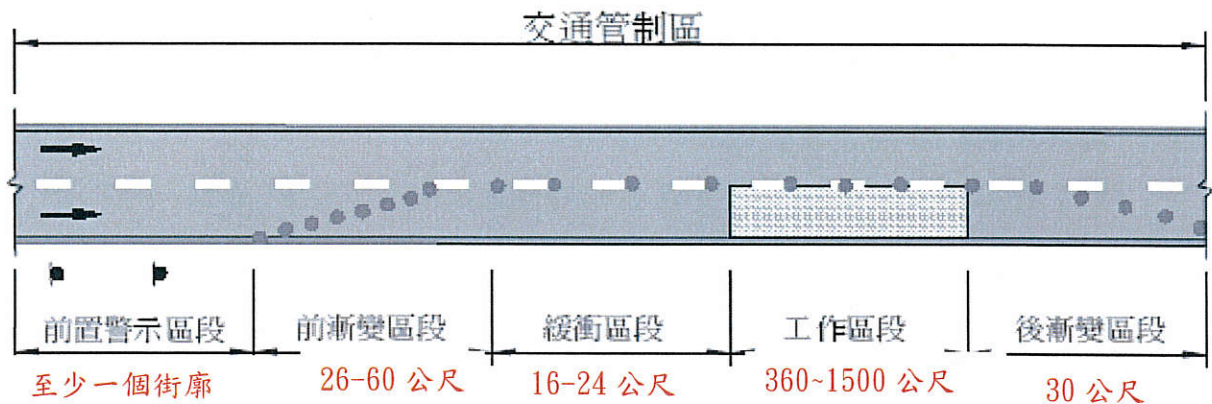 交通管制區
前置警示區段
前漸變區段
緩衝區段
工作區段
後漸變區段
至少一個街廓
26-60 公尺
16-24 公尺
360~1500 公尺
30 公尺